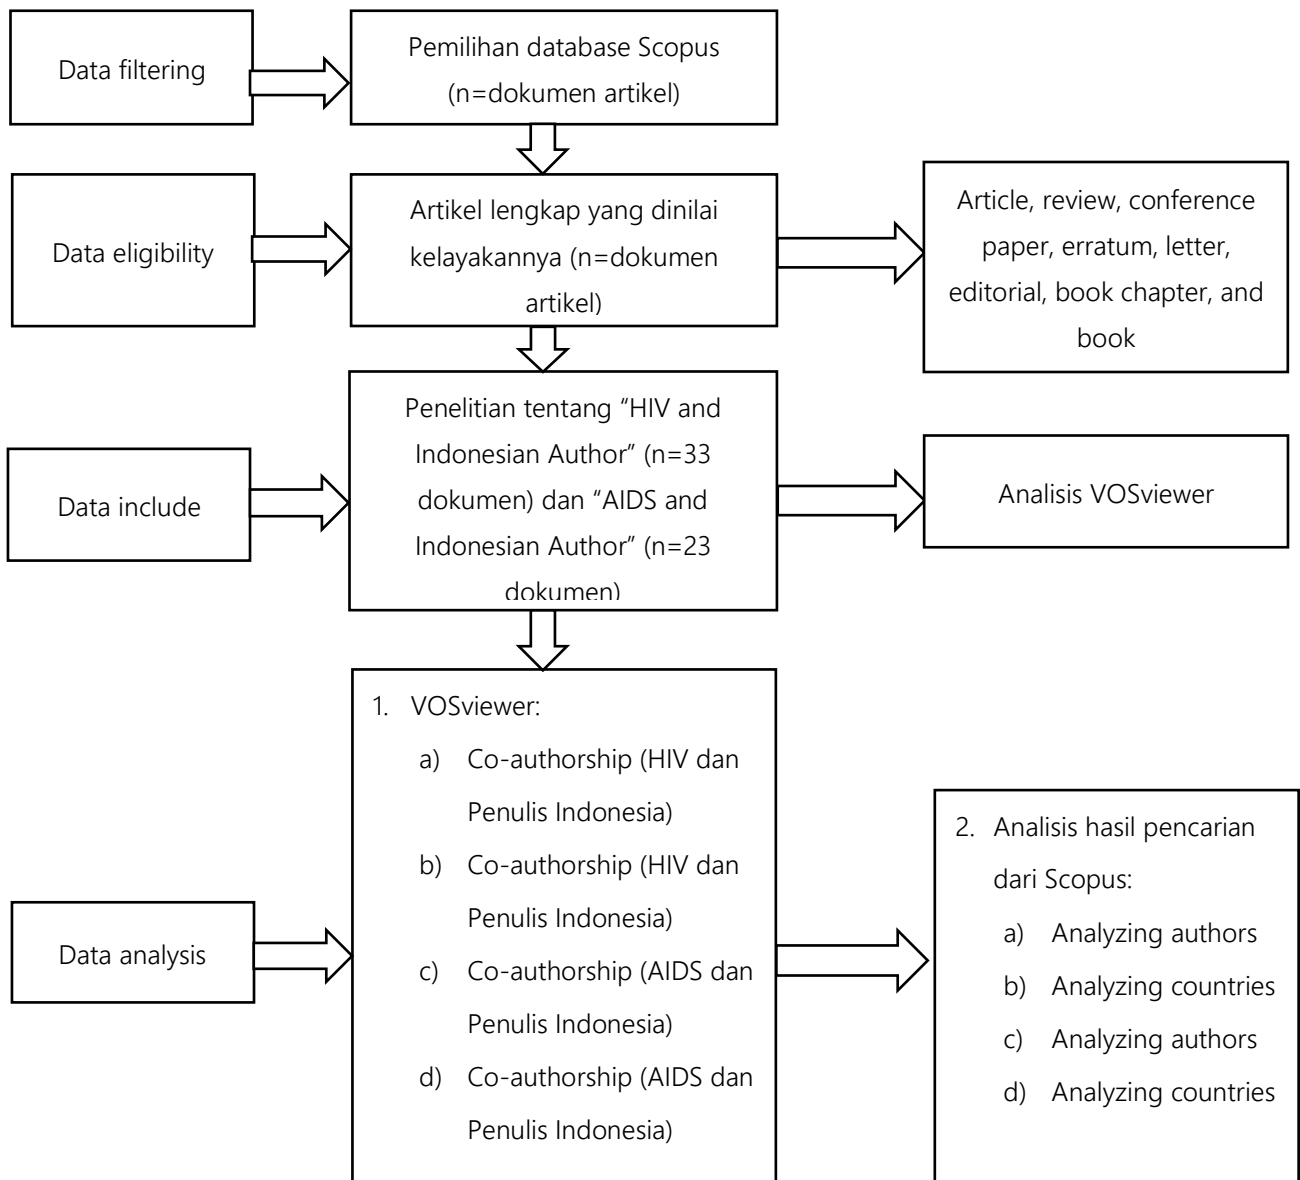 Data filtering
Pemilihan database Scopus
(n=dokumen artikel)
Data eligibility
Artikel lengkap yang dinilai
kelayakannya (n=dokumen
artikel)
Article, review, conference
paper, erratum, letter,
editorial, book chapter, and
book
Data include
Penelitian tentang “HIV and
Indonesian Author” (n=33
dokumen) dan “AIDS and
Indonesian Author” (n=23
dokumen)
Analisis VOSviewer
Data analysis
1. VOSviewer:
a) Co-authorship (HIV dan
Penulis Indonesia)
b) Co-authorship (HIV dan
Penulis Indonesia)
c) Co-authorship (AIDS dan
Penulis Indonesia)
d) Co-authorship (AIDS dan
Penulis Indonesia)
2. Analisis hasil pencarian
dari Scopus:
a) Analyzing authors
b) Analyzing countries
c) Analyzing authors
d) Analyzing countries